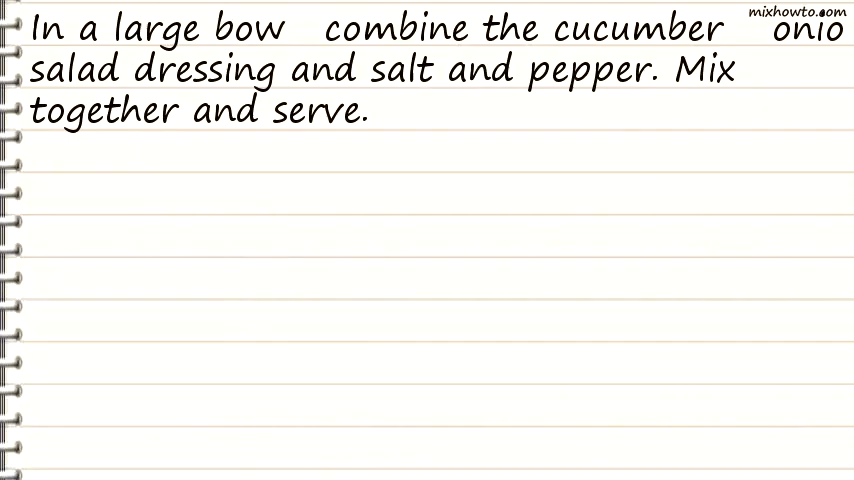 mixhowto.com
In a large bow combine the cucumber onio
salad dressing and salt and pepper. Mix
together and serve.